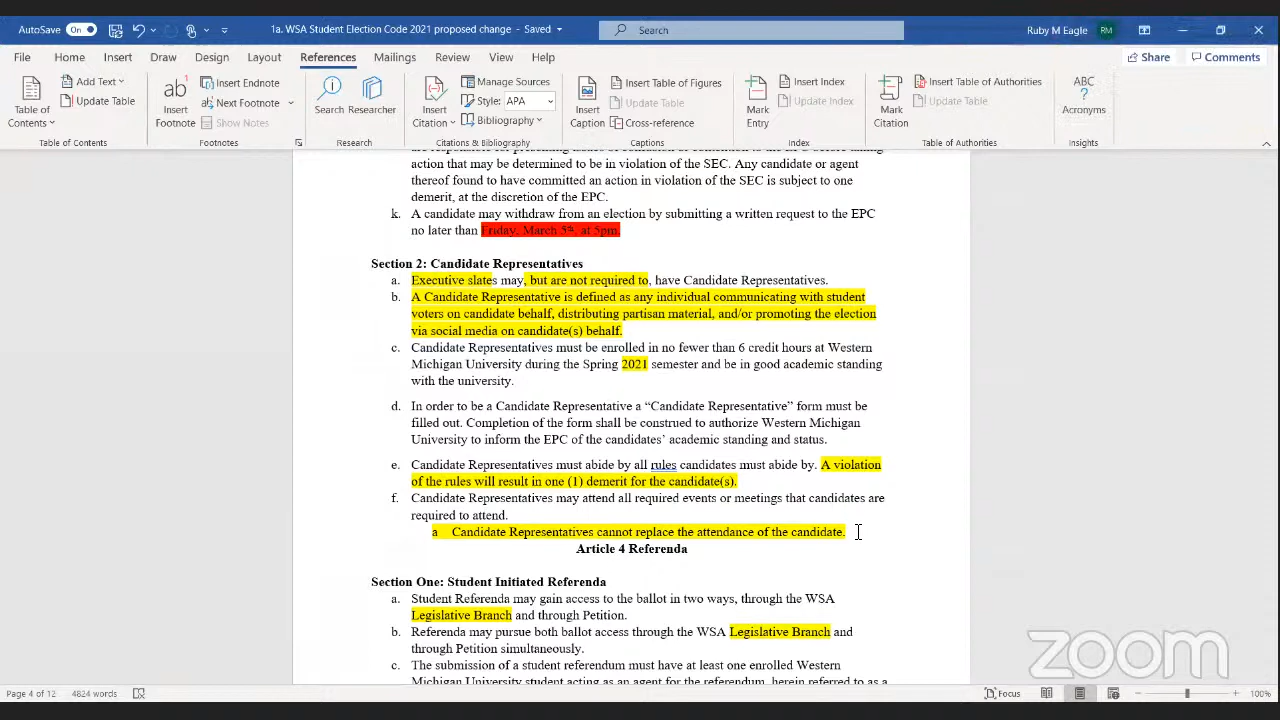 AutoSave On 1a. WSA Student Election Code 2021 proposed change - Saved Search Ruby M Eagle RM
File Home Insert Draw Design Layout References Mailings Review View Help Share Comments
Table of Contents Add Text Update Table
Table of Contents
ab1 Insert Footnote Insert Endnote Next Footnote Show Notes
Footnotes
Search Researcher
Research
Insert Citation Manage Sources Style: APA Bibliography
Citations & Bibliography
Insert Caption Insert Table of Figures Update Table Cross-reference
Captions
Mark Entry Insert Index Update Index
Index
Mark Citation Insert Table of Authorities Update Table
Table of Authorities
ABC ? Acronyms
Insights
action that may be determined to be in violation of the SEC. Any candidate or agent
thereof found to have committed an action in violation of the SEC is subject to one
demerit, at the discretion of the EPC.
k. A candidate may withdraw from an election by submitting a written request to the EPC
no later than Friday, March 5th, at 5pm.
Section 2: Candidate Representatives
a. Executive slates may, but are not required to, have Candidate Representatives.
b. A Candidate Representative is defined as any individual communicating with student
voters on candidate behalf, distributing partisan material, and/or promoting the election
via social media on candidate(s) behalf.
c. Candidate Representatives must be enrolled in no fewer than 6 credit hours at Western
Michigan University during the Spring 2021 semester and be in good academic standing
with the university.
d. In order to be a Candidate Representative a “Candidate Representative” form must be
filled out. Completion of the form shall be construed to authorize Western Michigan
University to inform the EPC of the candidates’ academic standing and status.
e. Candidate Representatives must abide by all rules candidates must abide by. A violation
of the rules will result in one (1) demerit for the candidate(s).
f. Candidate Representatives may attend all required events or meetings that candidates are
required to attend.
a Candidate Representatives cannot replace the attendance of the candidate.
Article 4 Referenda
Section One: Student Initiated Referenda
a. Student Referenda may gain access to the ballot in two ways, through the WSA
Legislative Branch and through Petition.
b. Referenda may pursue both ballot access through the WSA Legislative Branch and
through Petition simultaneously.
c. The submission of a student referendum must have at least one enrolled Western
Michigan University student acting as an agent for the referendum, herein referred to as a
zoom
Page 4 of 12 4824 words Focus 100%